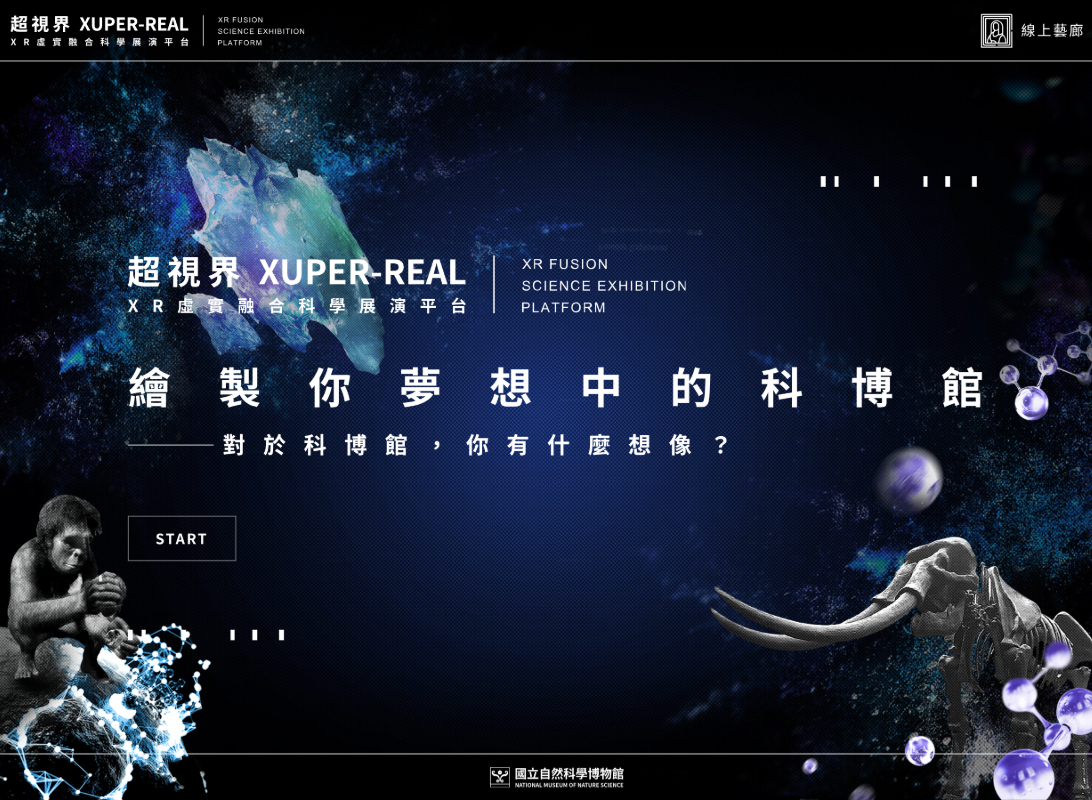 超視界 XUPER-REAL
XR虛實融合科學展演平台
XR FUSION
SCIENCE EXHIBITION
PLATFORM
線上藝廊
超視界 XUPER-REAL
XR虛實融合科學展演平台
XR FUSION
SCIENCE EXHIBITION
PLATFORM
繪製你夢想中的科博館
對於科博館，你有什麼想像？
START
國立自然科學博物館
NATIONAL MUSEUM OF NATURE SCIENCE